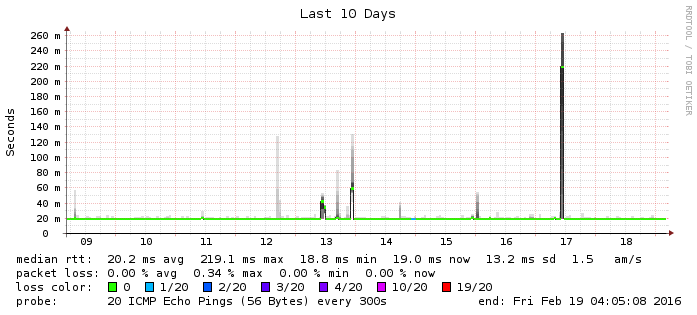 Last 10 Days
RRDTOOL / TOBI OETIKER
Seconds
260 m
240 m
220 m
200 m
180 m
160 m
140 m
120 m
100 m
80 m
60 m
40 m
20 m
0
09 10 11 12 13 14 15 16 17 18
median rtt: 20.2 ms avg 219.1 ms max 18.8 ms min 19.0 ms now 13.2 ms sd 1.5 am/s
packet loss: 0.00 % avg 0.34 % max 0.00 % min 0.00 % now
loss color: 0 1/20 2/20 3/20 4/20 10/20 19/20
probe: 20 ICMP Echo Pings (56 Bytes) every 300s end: Fri Feb 19 04:05:08 2016